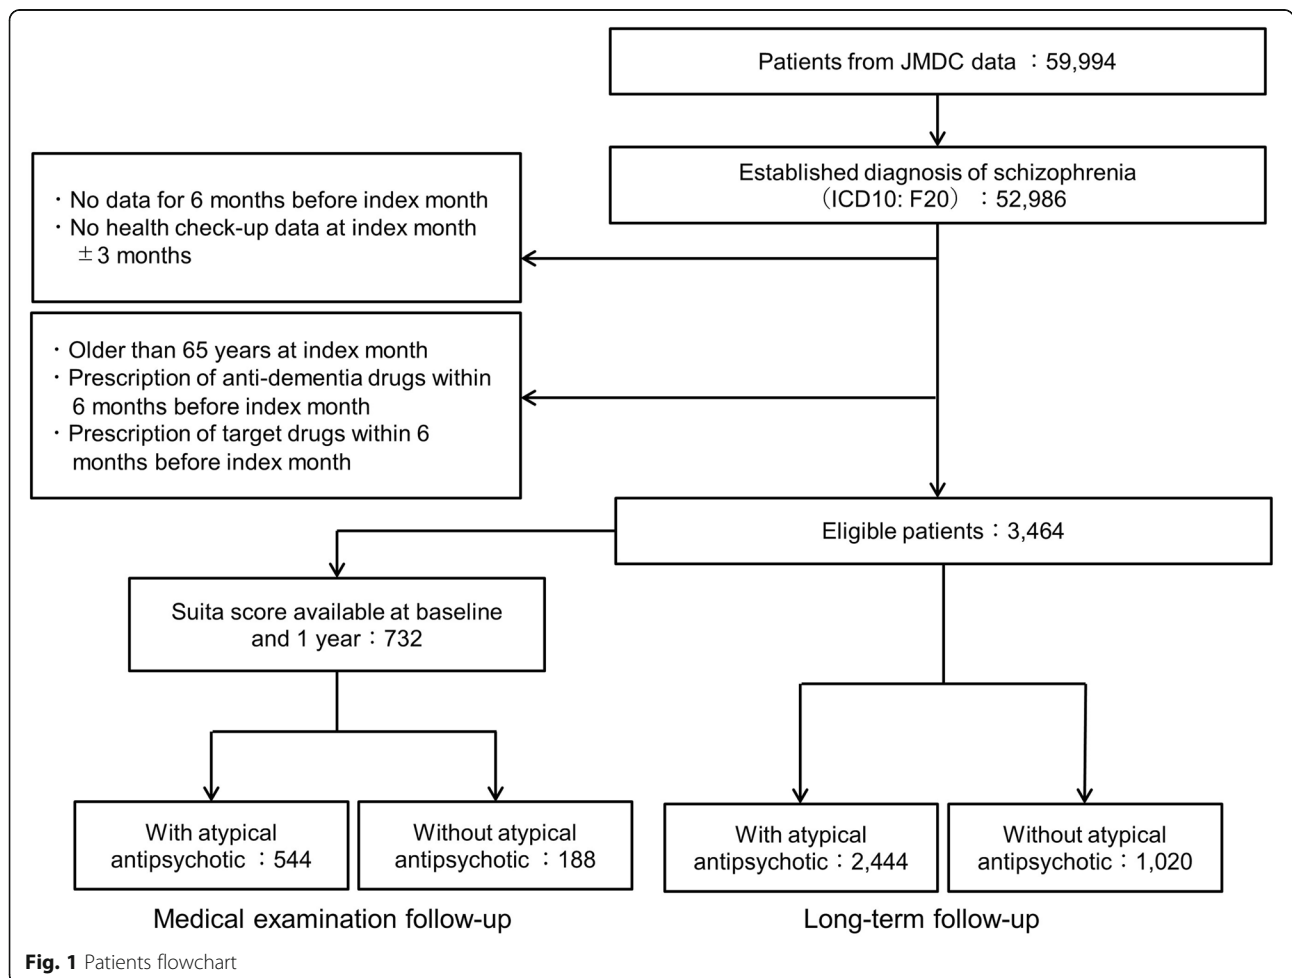 Patients from JMDC data ：59,994
Established diagnosis of schizophrenia
（ICD10: F20） ：52,986
・No data for 6 months before index month
・No health check-up data at index month
±3 months
・Older than 65 years at index month
・Prescription of anti-dementia drugs within
6 months before index month
・Prescription of target drugs within 6
months before index month
Eligible patients：3,464
Suita score available at baseline
and 1 year：732
With atypical
antipsychotic ：544
Without atypical
antipsychotic ：188
With atypical
antipsychotic：2,444
Without atypical
antipsychotic：1,020
Medical examination follow-up
Long-term follow-up
Fig. 1 Patients flowchart